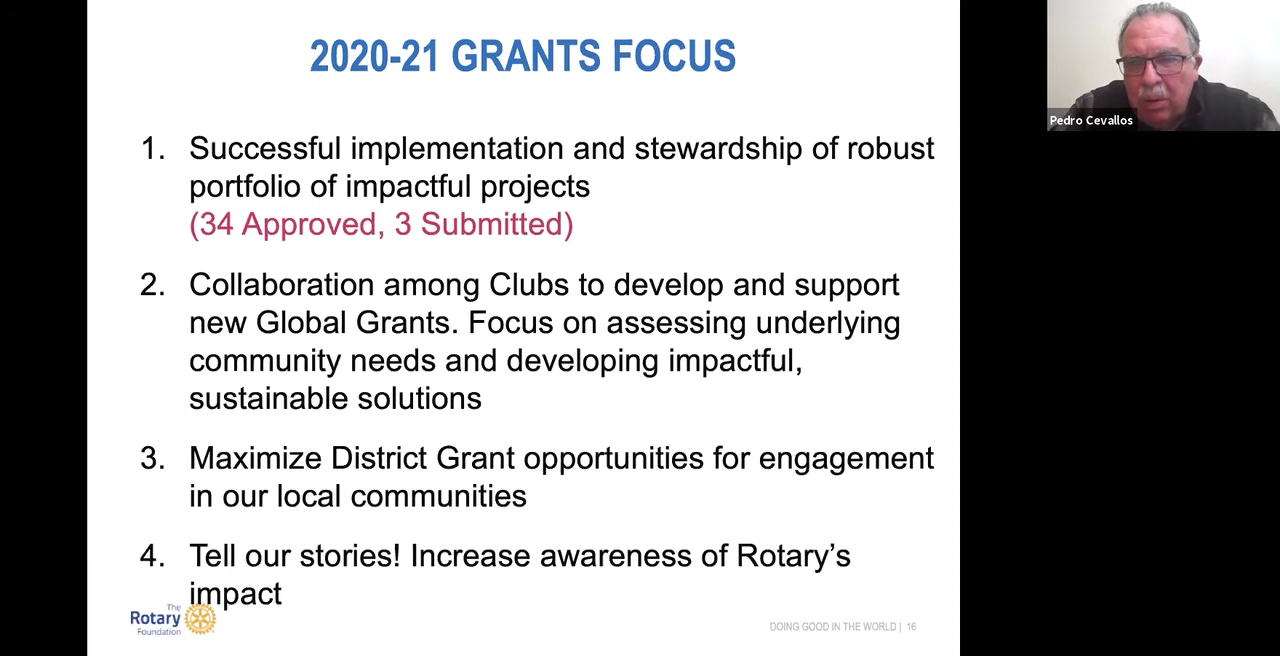 2020-21 GRANTS FOCUS
1. Successful implementation and stewardship of robust
portfolio of impactful projects
(34 Approved, 3 Submitted)
2. Collaboration among Clubs to develop and support
new Global Grants. Focus on assessing underlying
community needs and developing impactful,
sustainable solutions
3. Maximize District Grant opportunities for engagement
in our local communities
4. Tell our stories! Increase awareness of Rotary’s
impact
The
Rotary
Foundation
DOING GOOD IN THE WORLD | 16
Pedro Cevallos